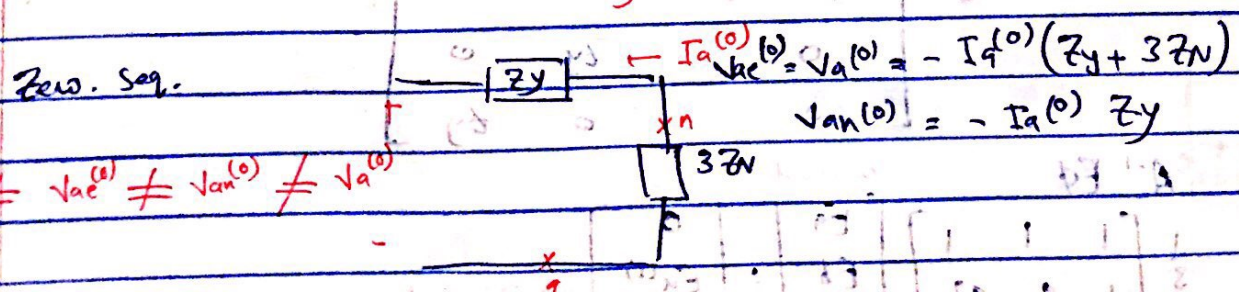 ← Ia⁽⁰⁾ Vae⁽⁰⁾ = Va⁽⁰⁾ = - Ia⁽⁰⁾ (Zy + 3ZN)
Zero. Seq. Zy
+ n Van⁽⁰⁾ = - Ia⁽⁰⁾ Zy
= Vae⁽⁰⁾ ≠ Van⁽⁰⁾ ≠ Va⁽⁰⁾ 3ZN
-